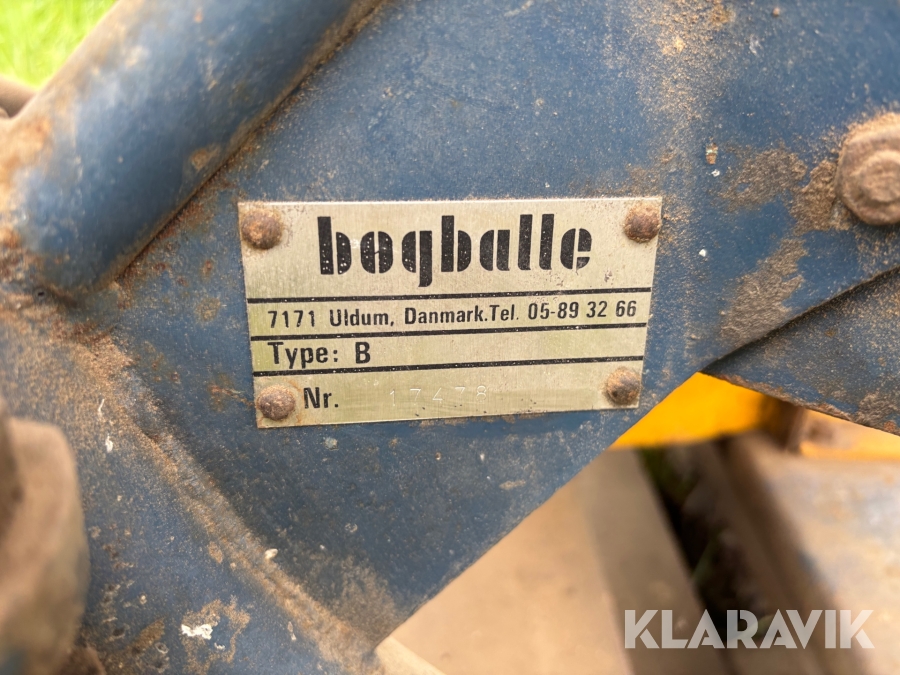 bogballe
7171 Uldum, Danmark.Tel. 05-89 32 66
Type: B
Nr. 17478
KLARAVIK